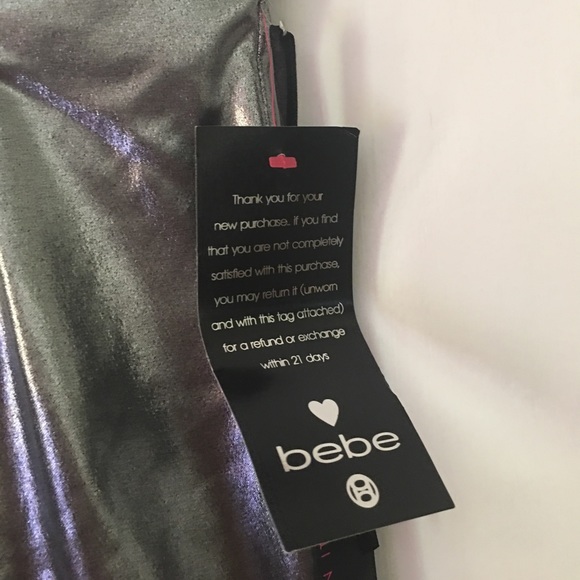 Thank you for your
new purchase.. If you find
that you are not completely
satisfied with this purchase,
you may return it (unworn
and with this tag attached)
for a refund or exchange
within 21 days
bebe